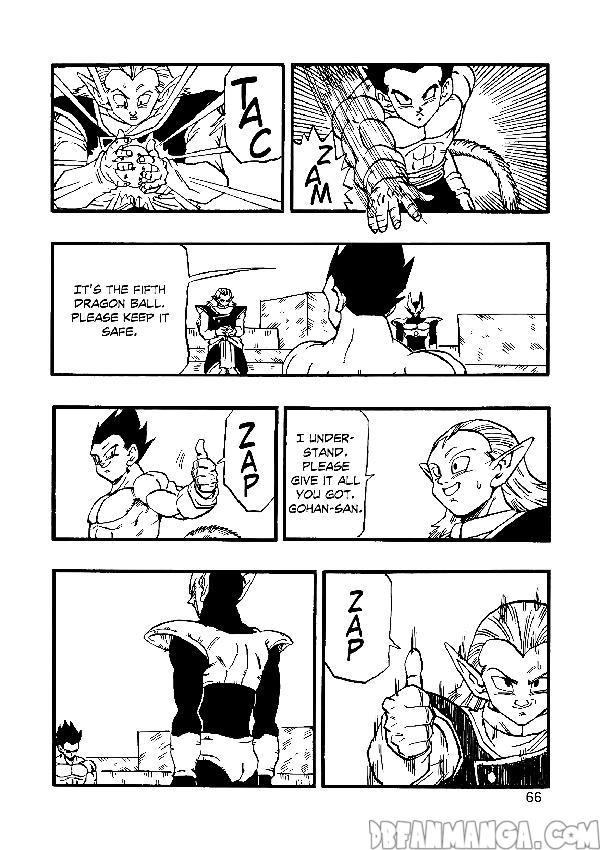 ZAM
TAC
IT'S THE FIFTH
DRAGON BALL.
PLEASE KEEP IT
SAFE.
I UNDER-
STAND.
PLEASE
GIVE IT ALL
YOU GOT,
GOHAN-SAN.
ZAP
ZAP
66
DBFANMANGA.COM